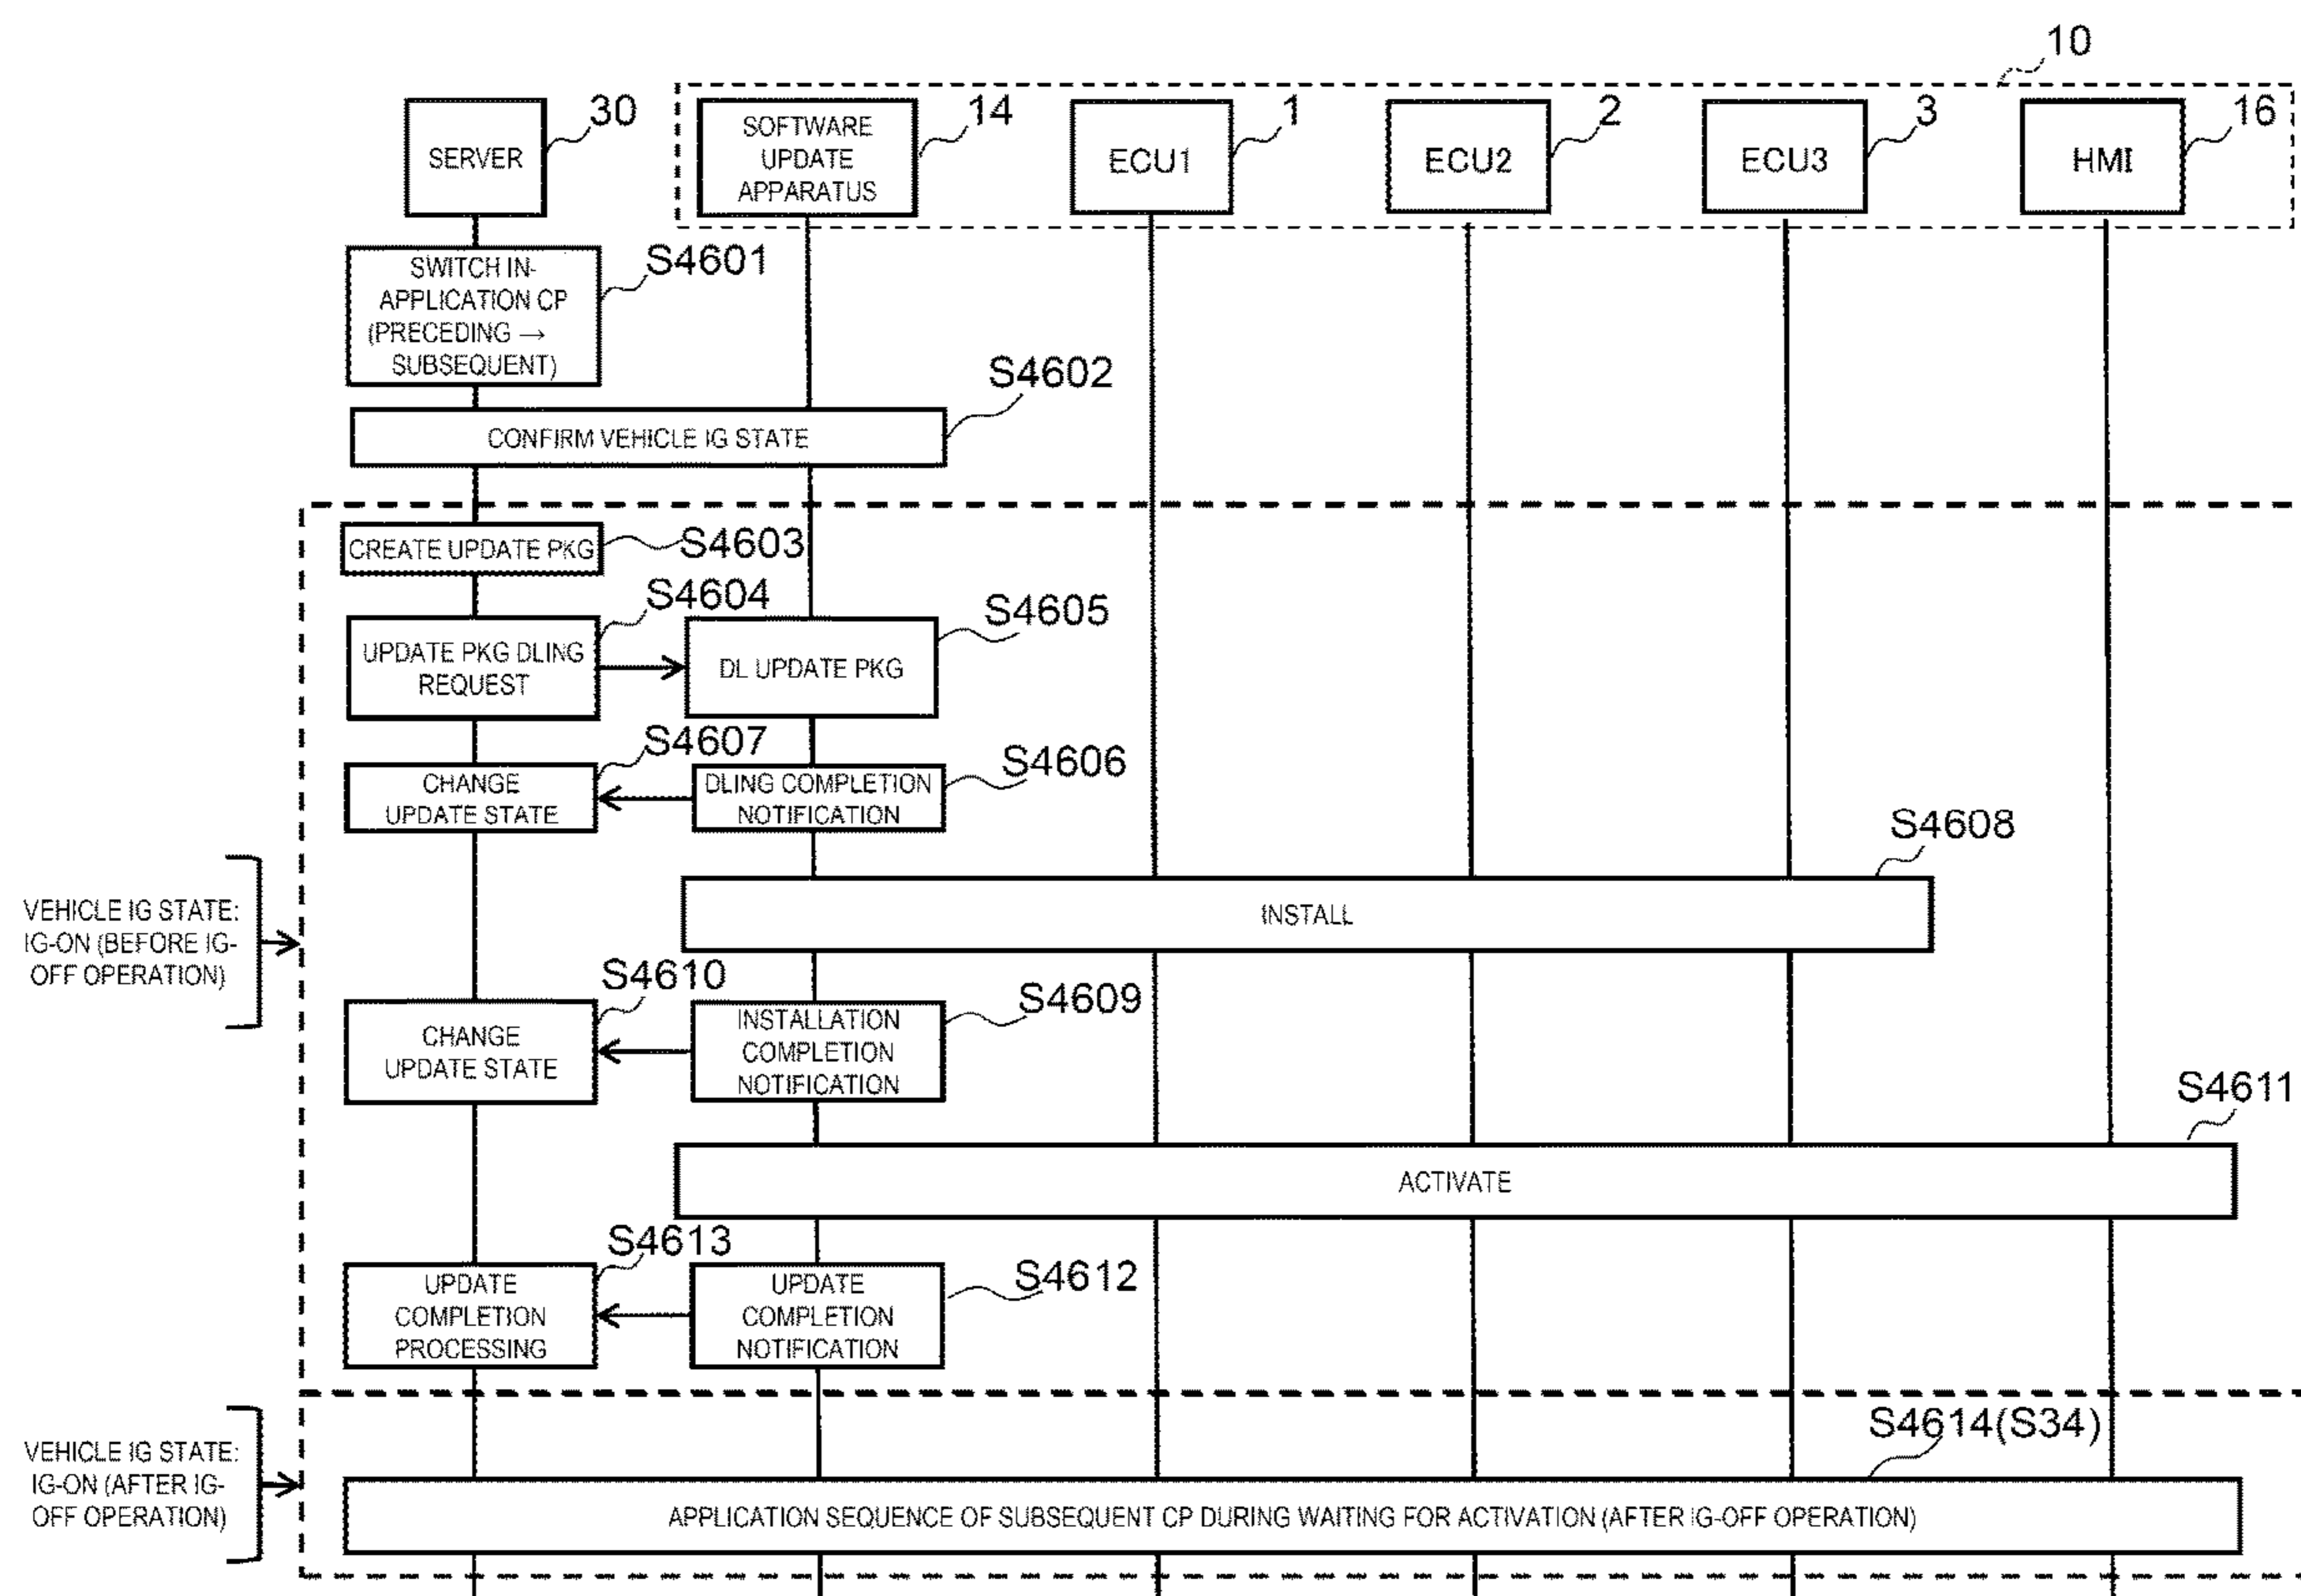 10
30
14
1
2
3
16
SERVER
SOFTWARE
UPDATE
APPARATUS
ECU1
ECU2
ECU3
HMI
SWITCH IN-
APPLICATION CP
(PRECEDING →
SUBSEQUENT)
S4601
S4602
CONFIRM VEHICLE IG STATE
CREATE UPDATE PKG
S4603
S4604
UPDATE PKG DLING
REQUEST
S4605
DL UPDATE PKG
S4607
CHANGE
UPDATE STATE
S4606
DLING COMPLETION
NOTIFICATION
S4608
INSTALL
VEHICLE IG STATE:
IG-ON (BEFORE IG-
OFF OPERATION)
S4610
CHANGE
UPDATE STATE
S4609
INSTALLATION
COMPLETION
NOTIFICATION
S4611
ACTIVATE
S4613
UPDATE
COMPLETION
PROCESSING
S4612
UPDATE
COMPLETION
NOTIFICATION
VEHICLE IG STATE:
IG-ON (AFTER IG-
OFF OPERATION)
S4614(S34)
APPLICATION SEQUENCE OF SUBSEQUENT CP DURING WAITING FOR ACTIVATION (AFTER IG-OFF OPERATION)